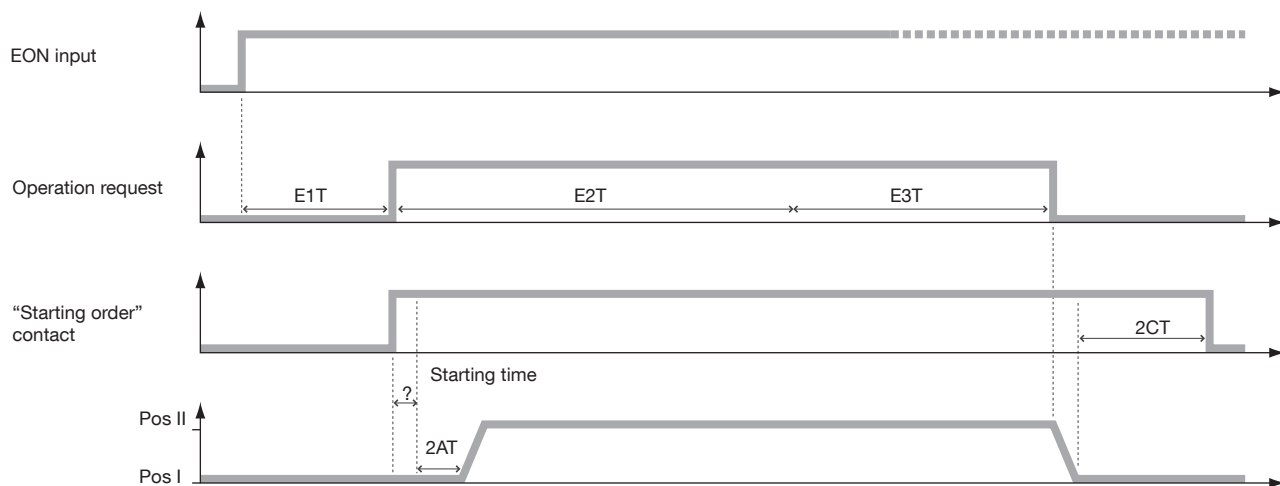 EON input
Operation request
E1T
E2T
E3T
“Starting order”
contact
2CT
Starting time
?
Pos II
2AT
Pos I